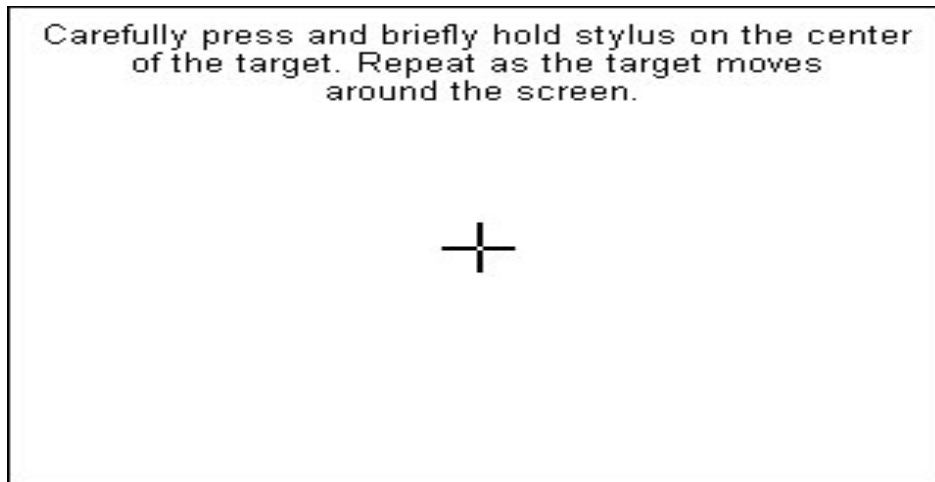 Carefully press and briefly hold stylus on the center
of the target. Repeat as the target moves
around the screen.